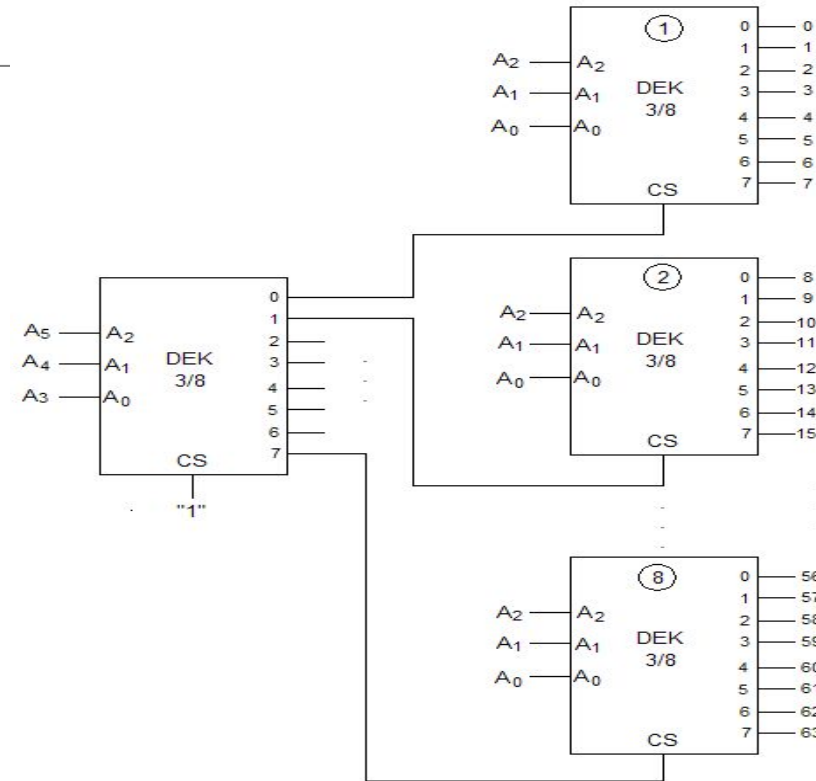 1
A2 A2 DEK 3/8 0 0
1 1
2 2
A1 A1 3 3
A0 A0 4 4
5 5
6 6
7 7
CS
2
A2 A2 DEK 3/8 0 8
1 9
2 10
A1 A1 3 11
A0 A0 4 12
5 13
6 14
7 15
CS
A5 A2 DEK 3/8 0
1
2
A4 A1 3
A3 A0 4
5
6
7
CS
"1"
8
A2 A2 DEK 3/8 0 56
1 57
2 58
A1 A1 3 59
A0 A0 4 60
5 61
6 62
7 63
CS